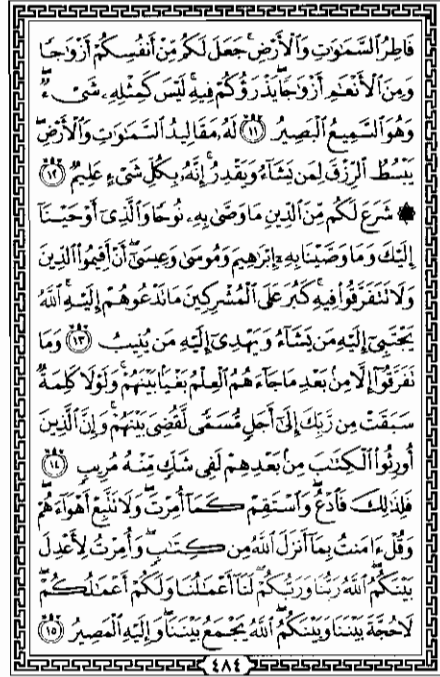 فَاطِرُ ٱلسَّمَٰوَٰتِ وَٱلْأَرْضِ ۚ جَعَلَ لَكُم مِّنْ أَنفُسِكُمْ أَزْوَٰجًا
وَمِنَ ٱلْأَنْعَٰمِ أَزْوَٰجًا ۖ يَذْرَؤُكُمْ فِيهِ ۚ لَيْسَ كَمِثْلِهِۦ شَىْءٌ ۖ
وَهُوَ ٱلسَّمِيعُ ٱلْبَصِيرُ ١١ لَهُۥ مَقَالِيدُ ٱلسَّمَٰوَٰتِ وَٱلْأَرْضِ ۖ
يَبْسُطُ ٱلرِّزْقَ لِمَن يَشَآءُ وَيَقْدِرُ ۚ إِنَّهُۥ بِكُلِّ شَىْءٍ عَلِيمٌ ١٢
۞ شَرَعَ لَكُم مِّنَ ٱلدِّينِ مَا وَصَّىٰ بِهِۦ نُوحًا وَٱلَّذِىٓ أَوْحَيْنَآ
إِلَيْكَ وَمَا وَصَّيْنَا بِهِۦٓ إِبْرَٰهِيمَ وَمُوسَىٰ وَعِيسَىٰٓ ۖ أَنْ أَقِيمُوا۟ ٱلدِّينَ
وَلَا تَتَفَرَّقُوا۟ فِيهِ ۚ كَبُرَ عَلَى ٱلْمُشْرِكِينَ مَا تَدْعُوهُمْ إِلَيْهِ ۚ ٱللَّهُ
يَجْتَبِىٓ إِلَيْهِ مَن يَشَآءُ وَيَهْدِىٓ إِلَيْهِ مَن يُنِيبُ ١٣ وَمَا
تَفَرَّقُوٓا۟ إِلَّا مِنۢ بَعْدِ مَا جَآءَهُمُ ٱلْعِلْمُ بَغْيًۢا بَيْنَهُمْ ۚ وَلَوْلَا كَلِمَةٌ
سَبَقَتْ مِن رَّبِّكَ إِلَىٰٓ أَجَلٍ مُّسَمًّى لَّقُضِىَ بَيْنَهُمْ ۚ وَإِنَّ ٱلَّذِينَ
أُورِثُوا۟ ٱلْكِتَٰبَ مِنۢ بَعْدِهِمْ لَفِى شَكٍّ مِّنْهُ مُرِيبٍ ١٤
فَلِذَٰلِكَ فَٱدْعُ ۖ وَٱسْتَقِمْ كَمَآ أُمِرْتَ ۖ وَلَا تَتَّبِعْ أَهْوَآءَهُمْ ۖ
وَقُلْ ءَامَنتُ بِمَآ أَنزَلَ ٱللَّهُ مِن كِتَٰبٍ ۖ وَأُمِرْتُ لِأَعْدِلَ
بَيْنَكُمُ ۖ ٱللَّهُ رَبُّنَا وَرَبُّكُمْ ۖ لَنَآ أَعْمَٰلُنَا وَلَكُمْ أَعْمَٰلُكُمْ ۖ
لَا حُجَّةَ بَيْنَنَا وَبَيْنَكُمُ ۖ ٱللَّهُ يَجْمَعُ بَيْنَنَا ۖ وَإِلَيْهِ ٱلْمَصِيرُ ١٥
٤٨٤